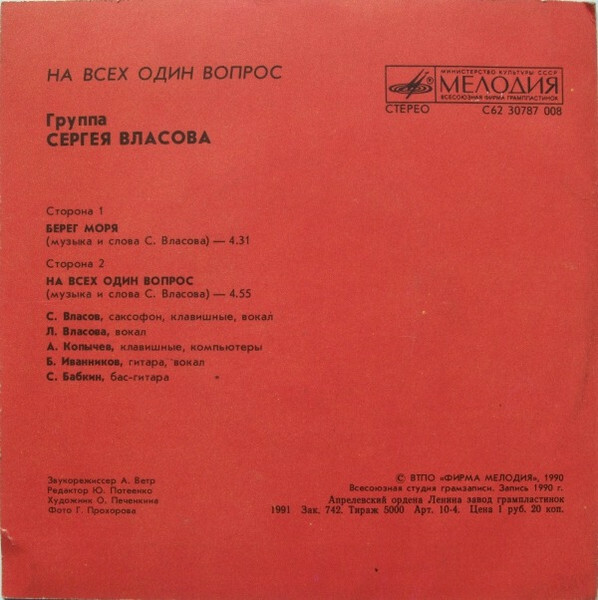 НА ВСЕХ ОДИН ВОПРОС
МИНИСТЕРСТВО КУЛЬТУРЫ СССР
МЕЛОДИЯ
ВСЕСОЮЗНАЯ ФИРМА ГРАМПЛАСТИНОК
СТЕРЕО С62 30787 008
Группа
СЕРГЕЯ ВЛАСОВА
Сторона 1
БЕРЕГ МОРЯ
(музыка и слова С. Власова) — 4.31
Сторона 2
НА ВСЕХ ОДИН ВОПРОС
(музыка и слова С. Власова) — 4.55
С. Власов, саксофон, клавишные, вокал
Л. Власова, вокал
А. Копычев, клавишные, компьютеры
Б. Иванников, гитара, вокал
С. Бабкин, бас-гитара
Звукорежиссер А. Ветр
Редактор Ю. Потеенко
Художник О. Печенкина
Фото Г. Прохорова
© ВТПО «ФИРМА МЕЛОДИЯ», 1990
Всесоюзная студия грамзаписи. Запись 1990 г.
Апрелевский ордена Ленина завод грампластинок
1991 Зак. 742. Тираж 5000 Арт. 10-4. Цена 1 руб. 20 коп.